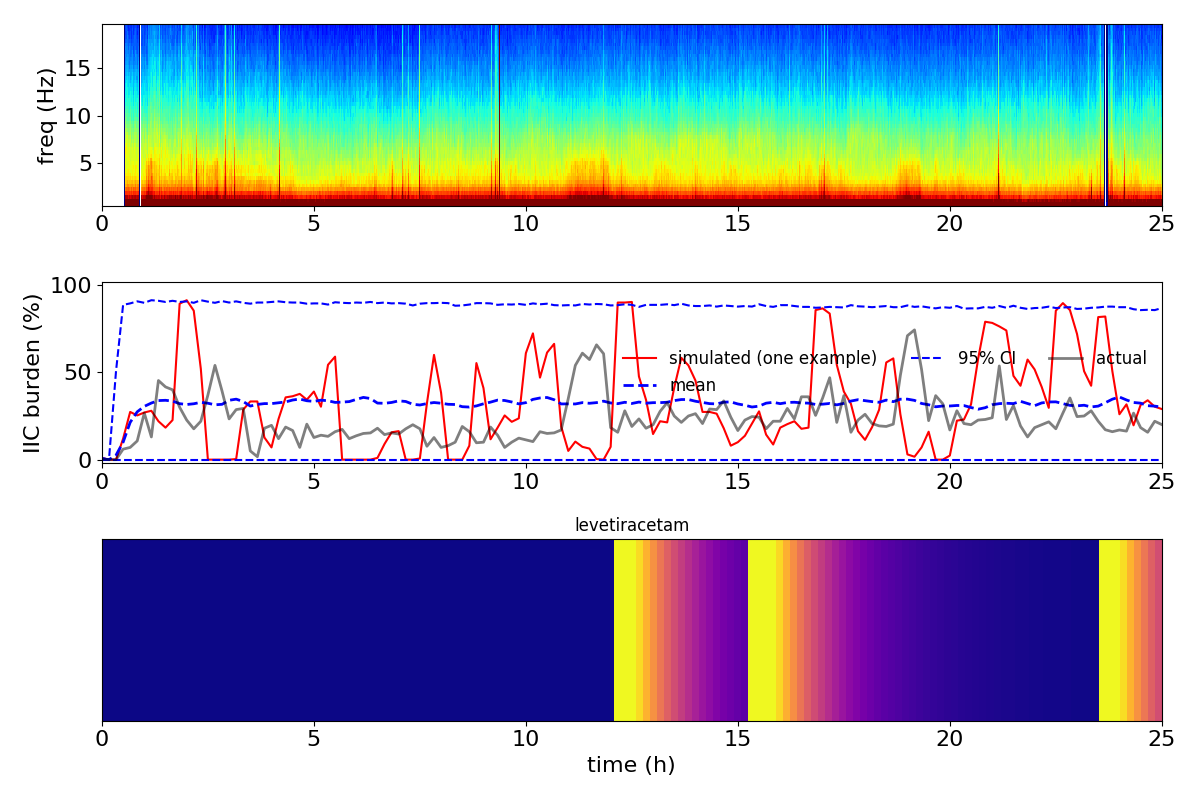 freq (Hz)
15
10
5
0 5 10 15 20 25
IIC burden (%)
100
50
0
simulated (one example) 95% CI actual
mean
0 5 10 15 20 25
levetiracetam
0 5 10 15 20 25
time (h)